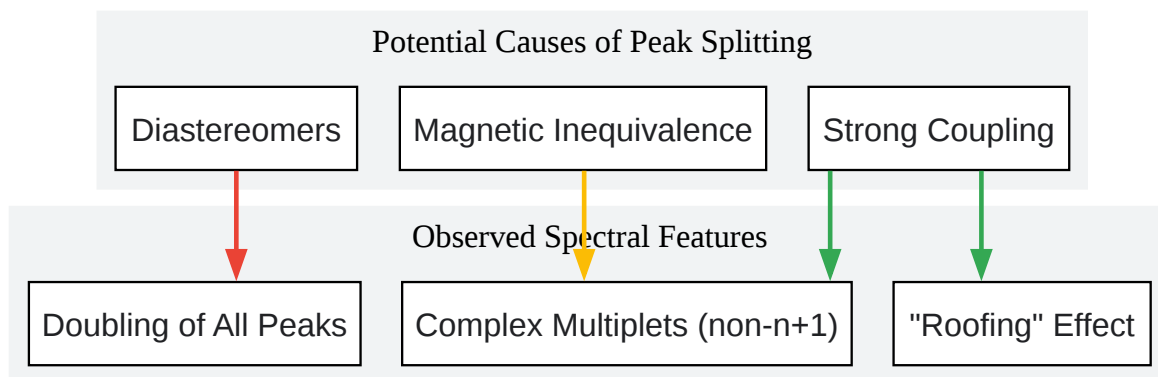 Potential Causes of Peak Splitting
Diastereomers
Magnetic Inequivalence
Strong Coupling
Observed Spectral Features
Doubling of All Peaks
Complex Multiplets (non-n+1)
"Roofing" Effect